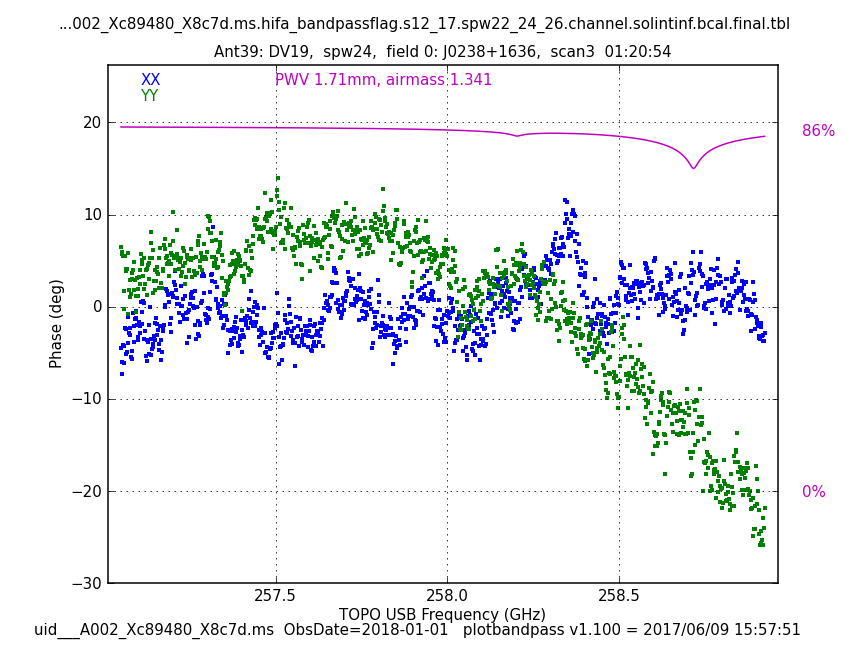 ...002_Xc89480_X8c7d.ms.hifa_bandpassflag.s12_17.spw22_24_26.channel.solintinf.bcal.final.tbl
Ant39: DV19,  spw24,  field 0: J0238+1636,  scan3  01:20:54
XX
PWV 1.71mm, airmass 1.341
YY
86%
20
10
0
−10
−20
−30
0%
Phase (deg)
257.5
258.0
258.5
TOPO USB Frequency (GHz)
uid___A002_Xc89480_X8c7d.ms  ObsDate=2018-01-01   plotbandpass v1.100 = 2017/06/09 15:57:51